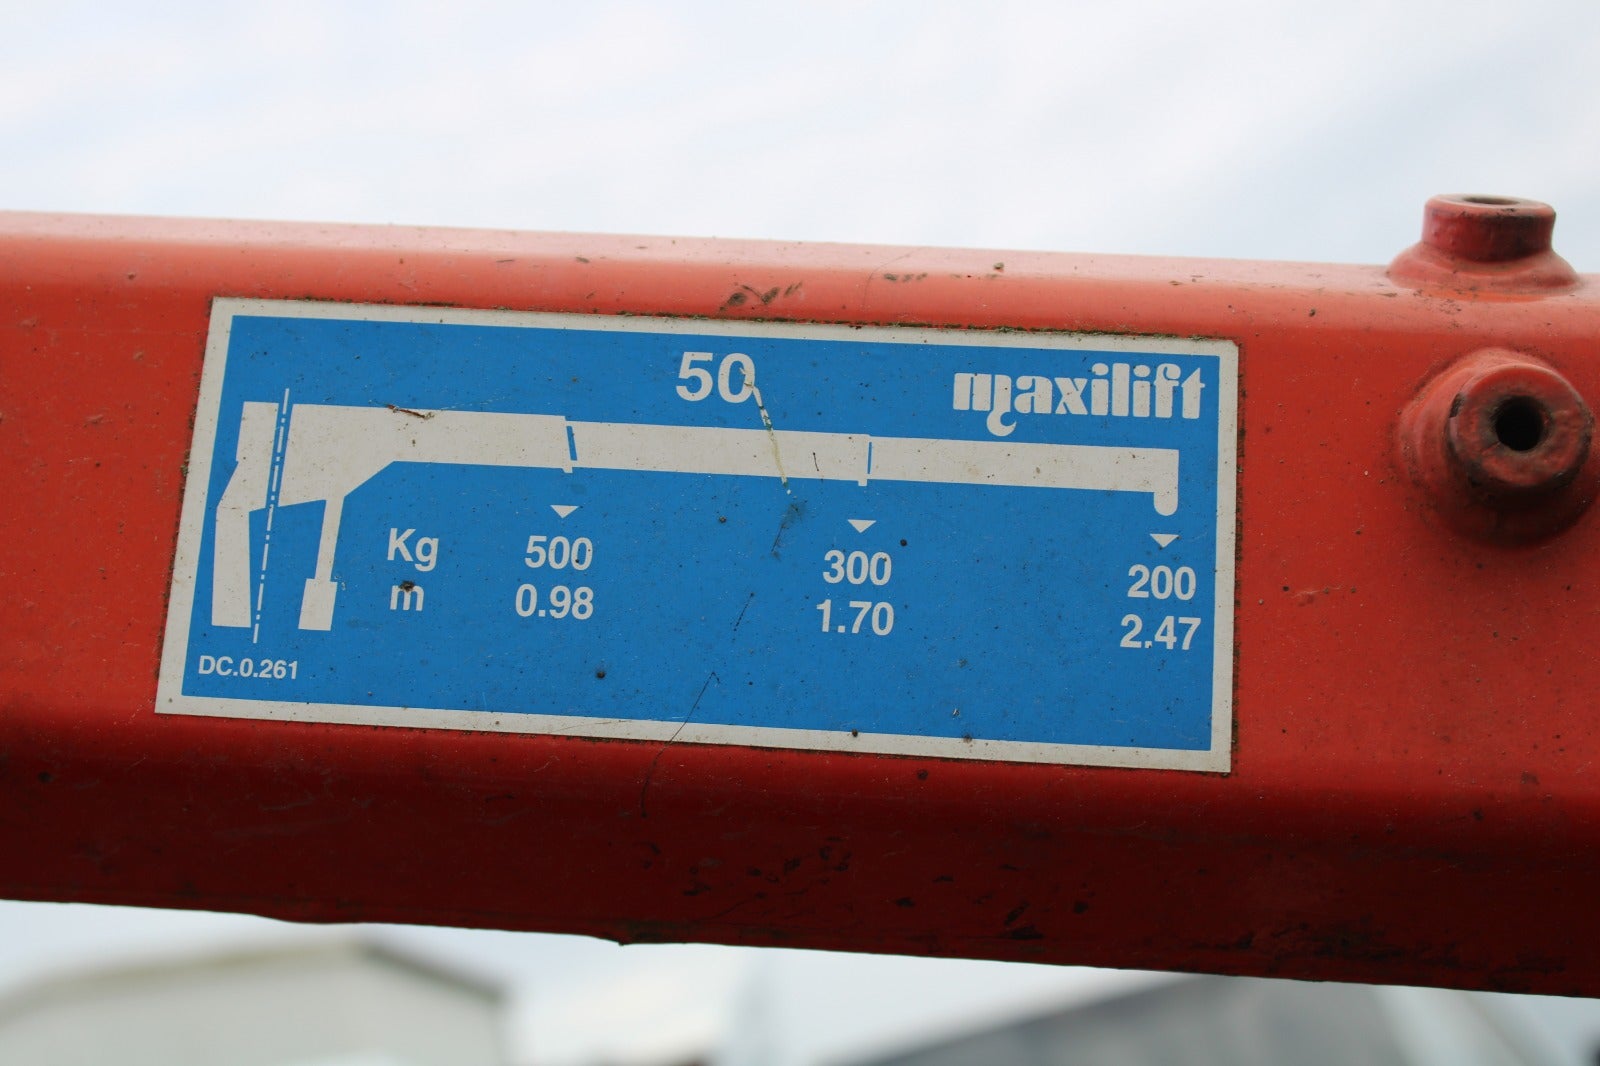 50
maxilift
Kg 500 300 200
m 0.98 1.70 2.47
DC.0.261